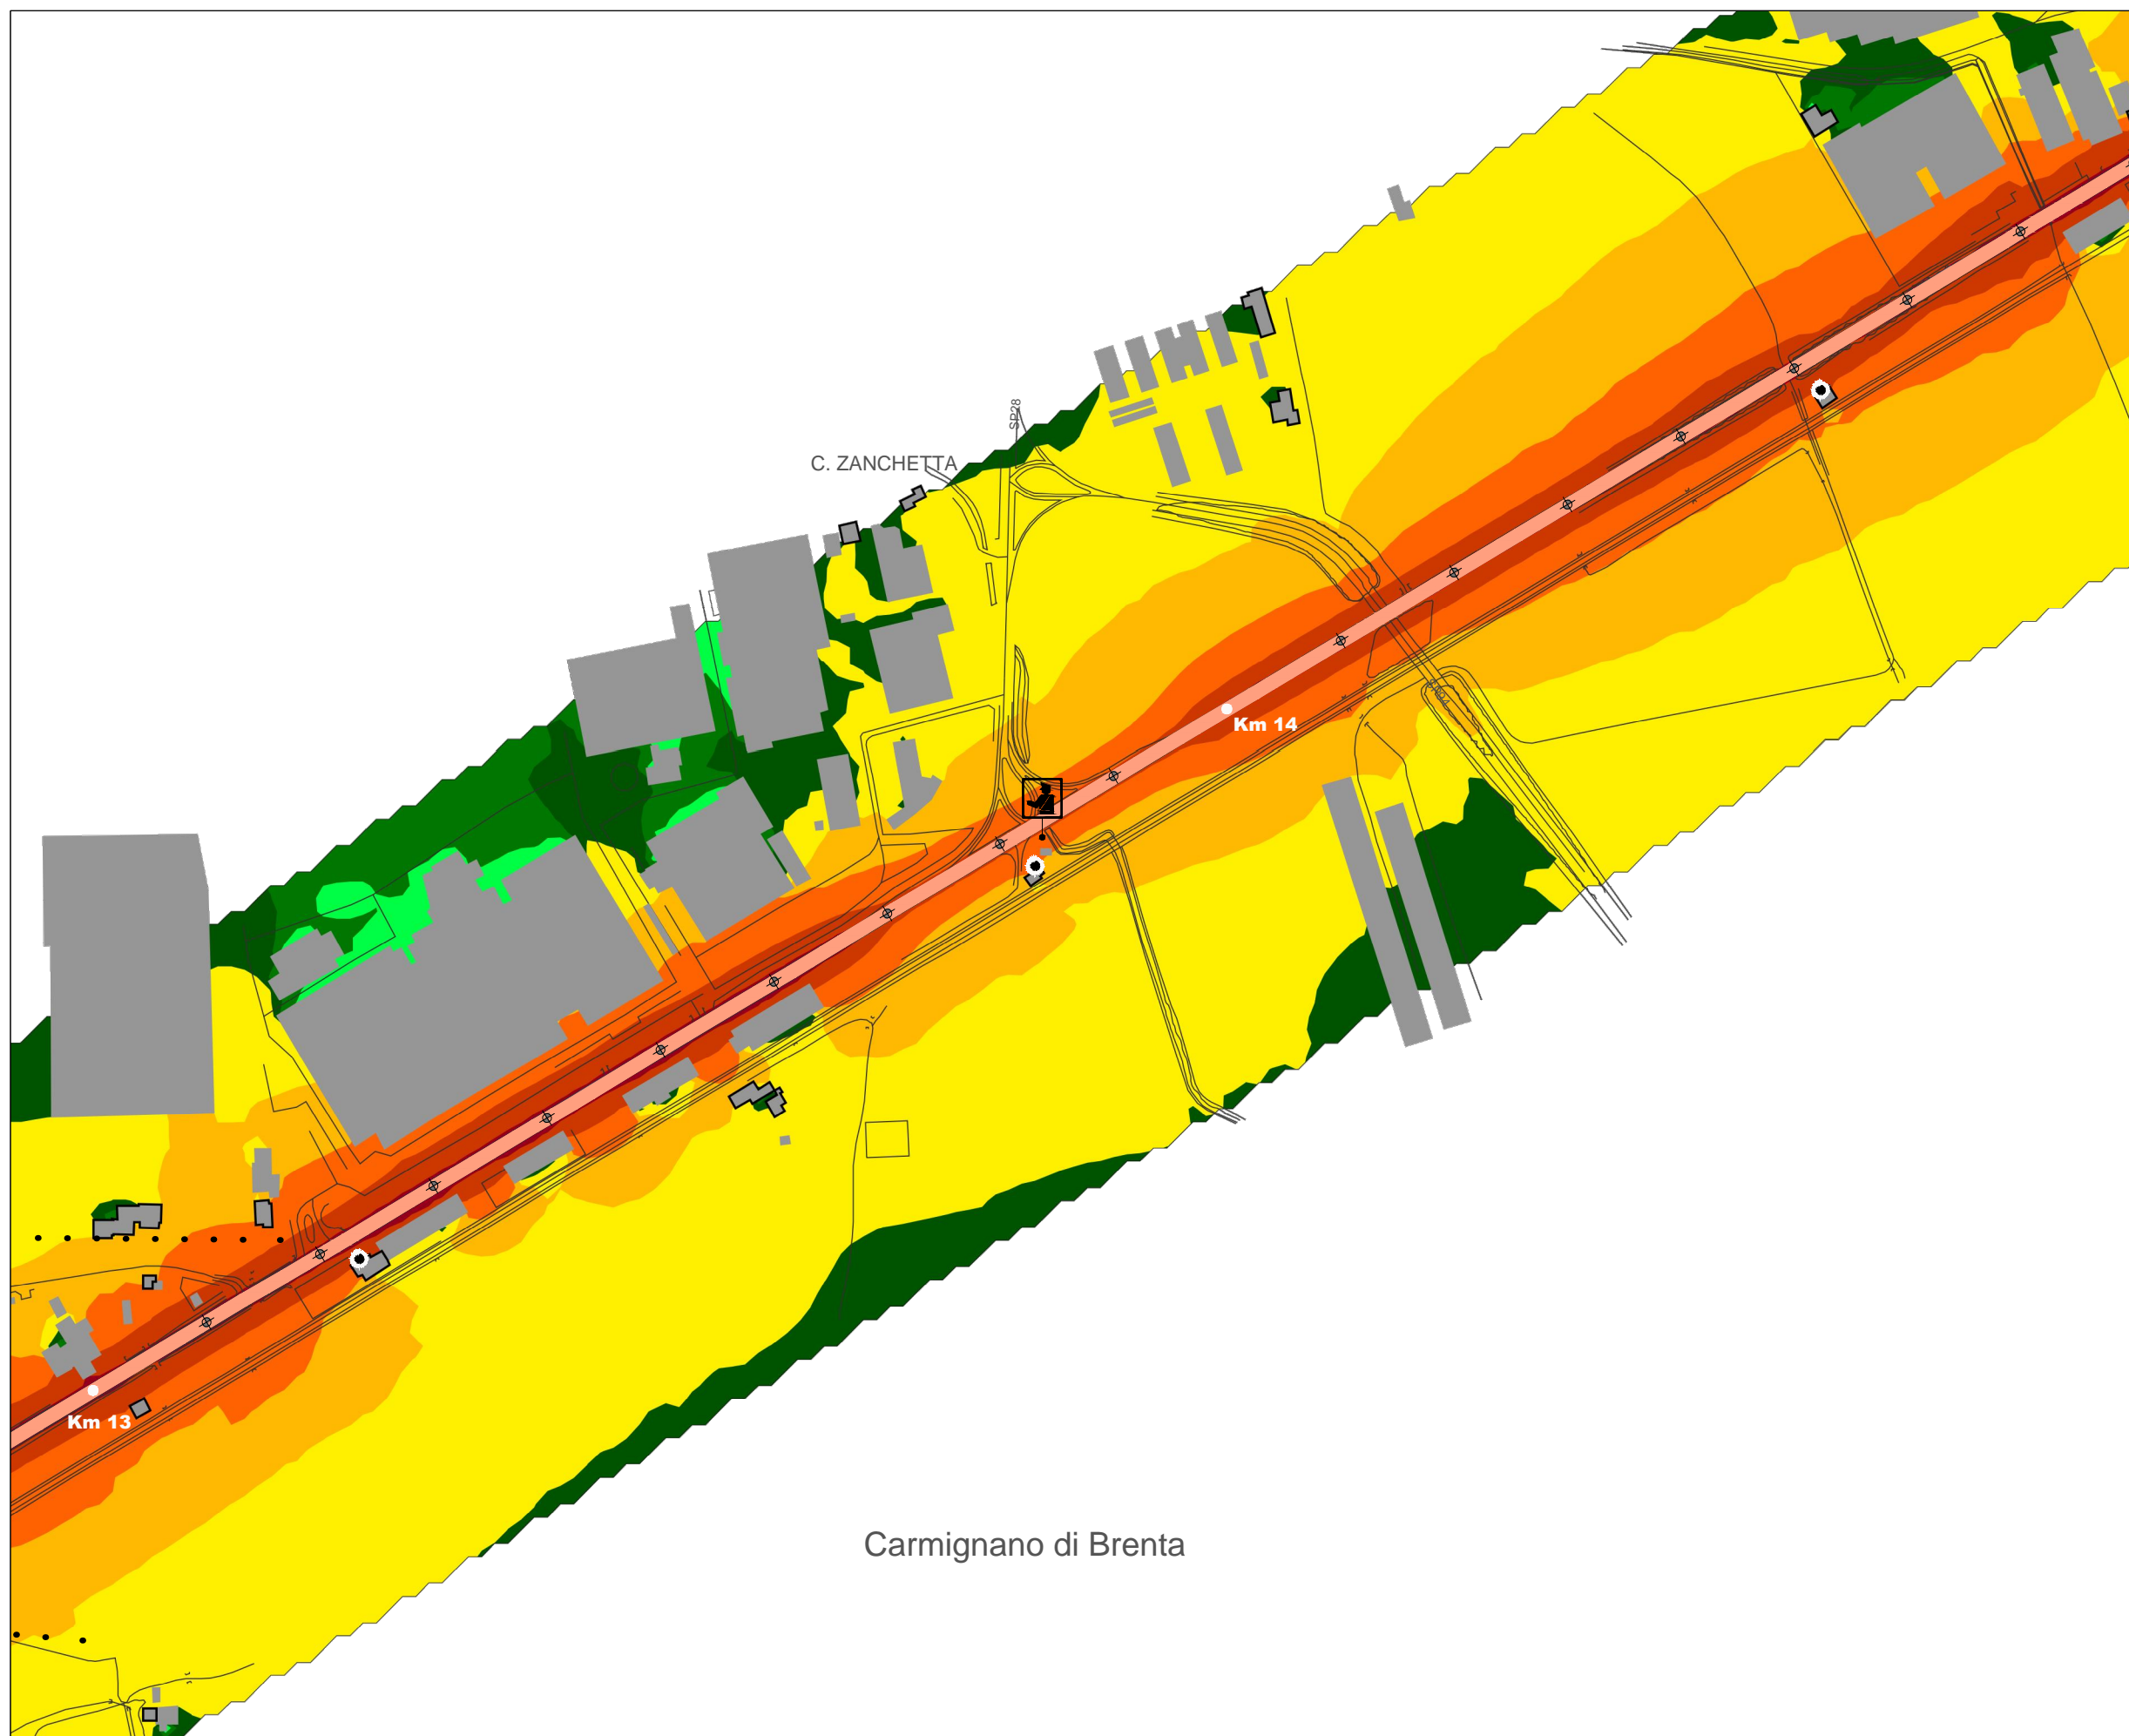 SP28
C. ZANCHETTA
Km 14
Km 13
Carmignano di Brenta